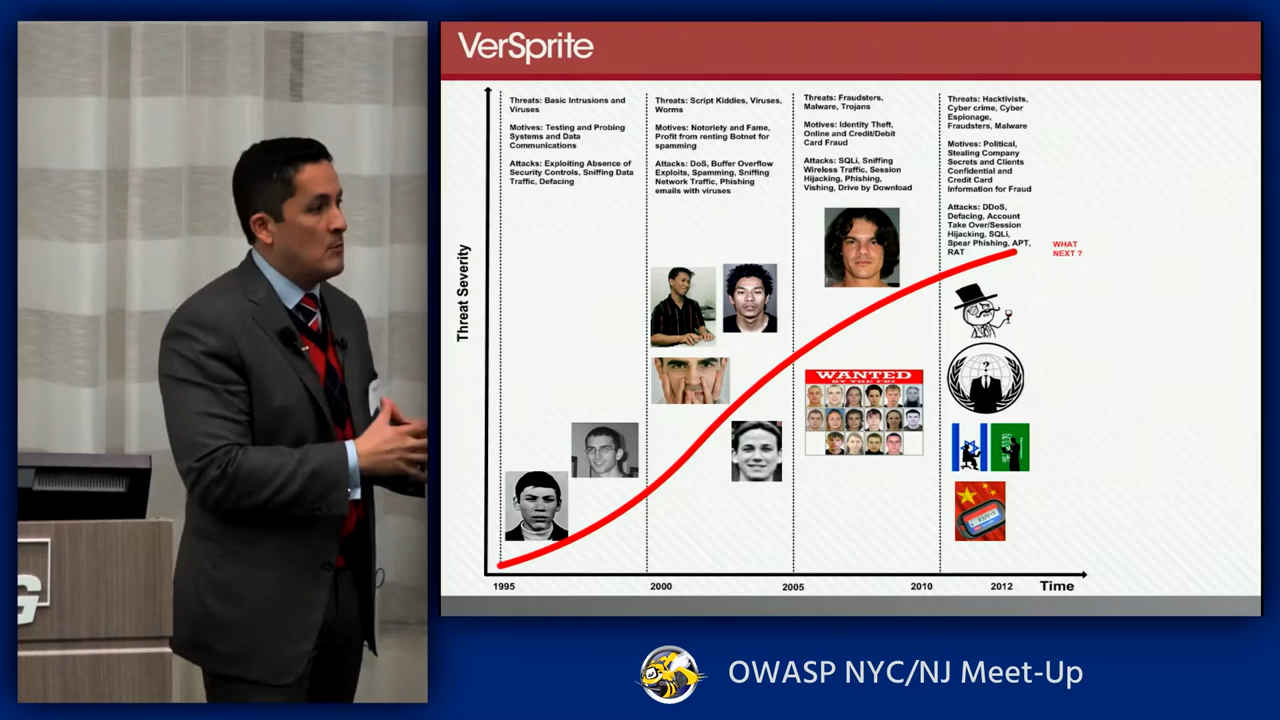 VerSprite
Threats: Basic Intrusions and
Viruses
Motives: Testing and Probing
Systems and Data
Communications
Attacks: Exploiting Absence of
Security Controls, Sniffing Data
Traffic, Defacing
Threats: Script Kiddies, Viruses,
Worms
Motives: Notoriety and Fame,
Profit from renting Botnet for
spamming
Attacks: DoS, Buffer Overflow
Exploits, Spamming, Sniffing
Network Traffic, Phishing
emails with viruses
Threats: Fraudsters,
Malware, Trojans
Motives: Identity Theft,
Online and Credit/Debit
Card Fraud
Attacks: SQLi, Sniffing
Wireless Traffic, Session
Hijacking, Phishing,
Vishing, Drive by Download
Threats: Hacktivists,
Cyber crime, Cyber
Espionage,
Fraudsters, Malware
Motives: Political,
Stealing Company
Secrets and Clients
Confidential and
Credit Card
Information for Fraud
Attacks: DDoS,
Defacing, Account
Take Over/Session
Hijacking, SQLi,
Spear Phishing, APT,
RAT
WHAT
NEXT ?
Threat Severity
WANTED
BY THE FBI
?
1995
2000
2005
2010
2012
Time
G
OWASP NYC/NJ Meet-Up